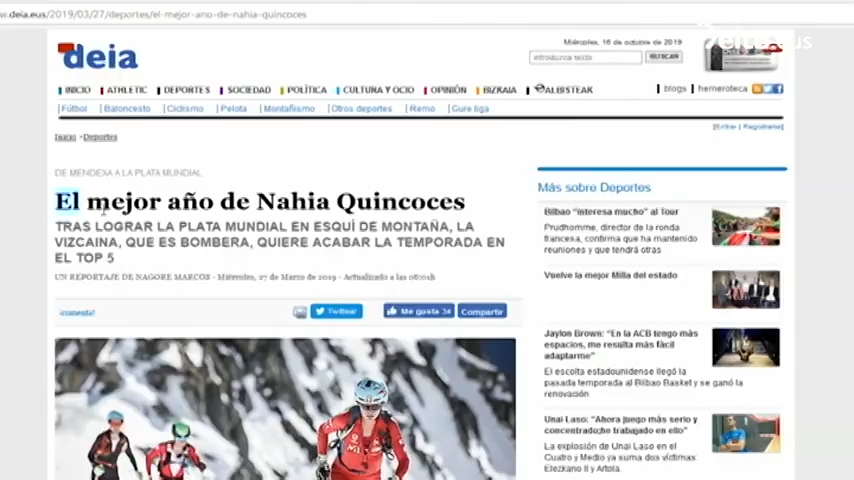 w.deia.eus/2019/03/27/deportes/el-mejor-año-de-nahia-quincoces
eitb.eus
deia
Miércoles, 16 de octubre de 2019
introduzca texto
BUSCAR
INICIO ATHLETIC DEPORTES SOCIEDAD POLÍTICA CULTURA Y OCIO OPINIÓN BIZKAIA ALBISTEAK
blogs hemeroteca
Fútbol Baloncesto Ciclismo Pelota Montañismo Otros deportes Remo Gure liga
[Entrar | Regístrame]
Inicio Deportes
DE MENDEXA A LA PLATA MUNDIAL
El mejor año de Nahia Quincoces
TRAS LOGRAR LA PLATA MUNDIAL EN ESQUÍ DE MONTAÑA, LA
VIZCAINA, QUE ES BOMBERA, QUIERE ACABAR LA TEMPORADA EN
EL TOP 5
UN REPORTAJE DE NAGORE MARCOS - Miércoles, 27 de Marzo de 2019 - Actualizado a las 06:01h
¡comenta!
Twittear
Me gusta 34
Compartir
Más sobre Deportes
Bilbao "interesa mucho" al Tour
Prudhomme, director de la ronda
francesa, confirma que ha mantenido
reuniones y que tendrá otras
Vuelve la mejor Milla del estado
Jaylon Brown: "En la ACB tengo más
espacios, me resulta más fácil
adaptarme"
El escolta estadounidense llegó la
pasada temporada al Bilbao Basket y se ganó la
renovación
Unai Laso: "Ahora juego más serio y
concentrado;he trabajado en ello"
La explosión de Unai Laso en el
Cuatro y Medio ya suma dos víctimas:
Elezkano II y Artola